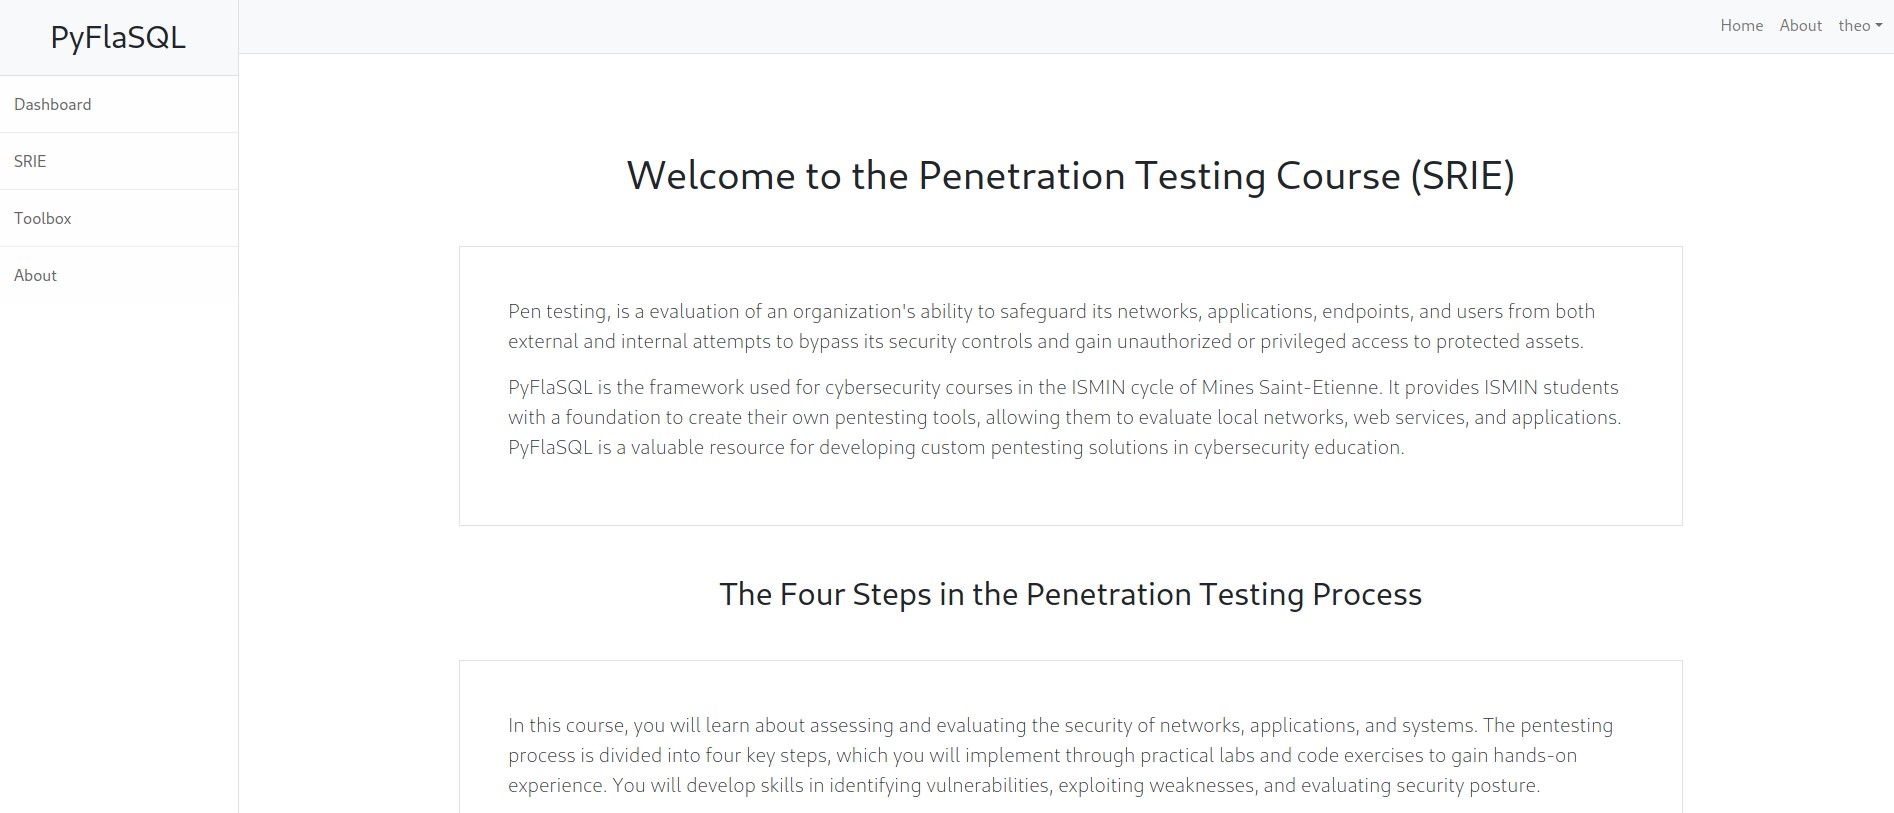 PyFlaSQL
Home About theo
Dashboard
SRIE
Toolbox
About
Welcome to the Penetration Testing Course (SRIE)
Pen testing, is a evaluation of an organization's ability to safeguard its networks, applications, endpoints, and users from both
external and internal attempts to bypass its security controls and gain unauthorized or privileged access to protected assets.
PyFlaSQL is the framework used for cybersecurity courses in the ISMIN cycle of Mines Saint-Etienne. It provides ISMIN students
with a foundation to create their own pentesting tools, allowing them to evaluate local networks, web services, and applications.
PyFlaSQL is a valuable resource for developing custom pentesting solutions in cybersecurity education.
The Four Steps in the Penetration Testing Process
In this course, you will learn about assessing and evaluating the security of networks, applications, and systems. The pentesting
process is divided into four key steps, which you will implement through practical labs and code exercises to gain hands-on
experience. You will develop skills in identifying vulnerabilities, exploiting weaknesses, and evaluating security posture.